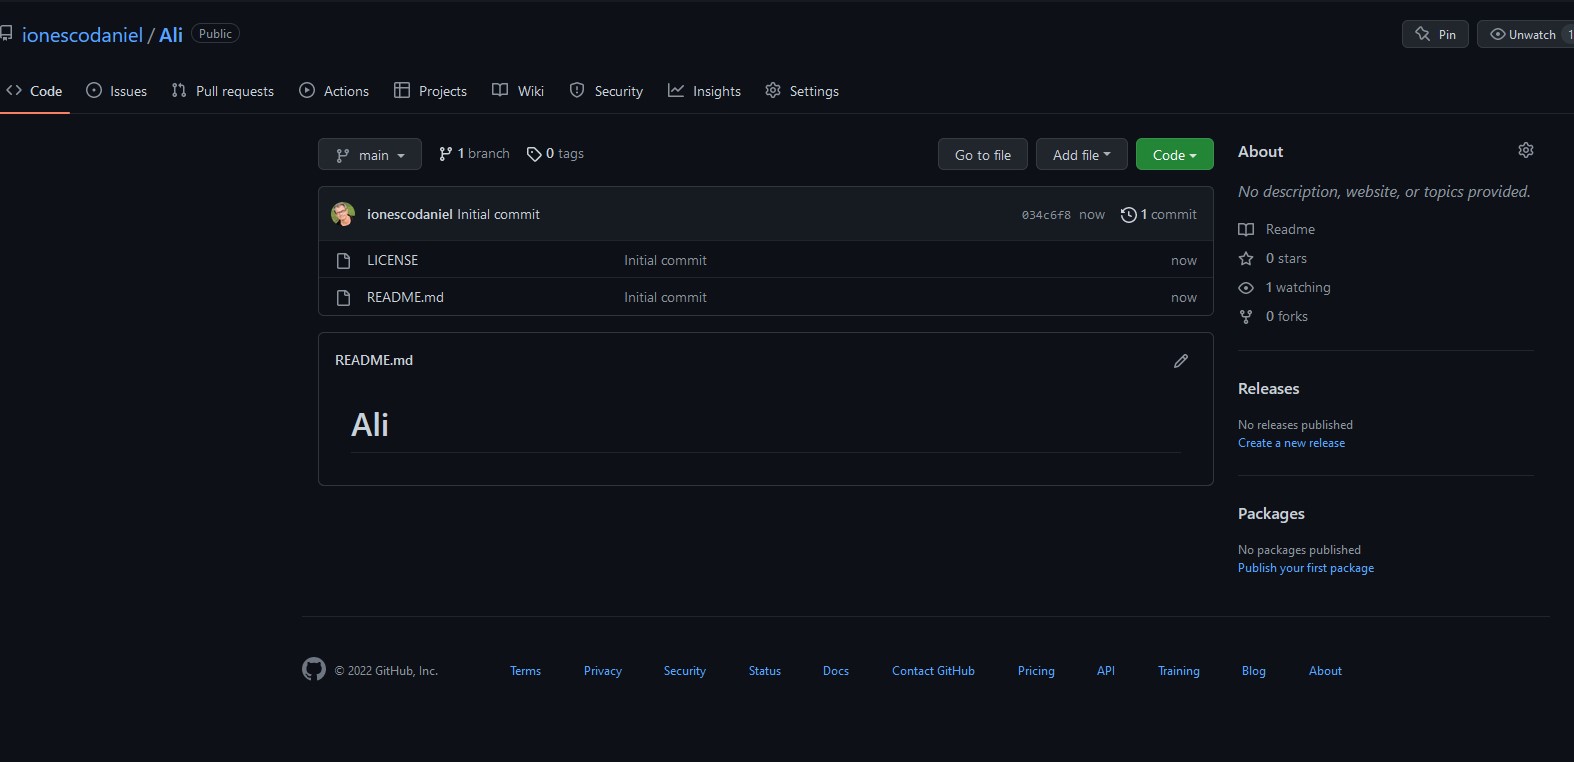 ionescodaniel / Ali Public
Pin
Unwatch 1
Code
Issues
Pull requests
Actions
Projects
Wiki
Security
Insights
Settings
main
1 branch
0 tags
Go to file
Add file
Code
ionescodaniel Initial commit
034c6f8 now
1 commit
LICENSE Initial commit now
README.md Initial commit now
README.md
Ali
About
No description, website, or topics provided.
Readme
0 stars
1 watching
0 forks
Releases
No releases published
Create a new release
Packages
No packages published
Publish your first package
© 2022 GitHub, Inc.
Terms
Privacy
Security
Status
Docs
Contact GitHub
Pricing
API
Training
Blog
About